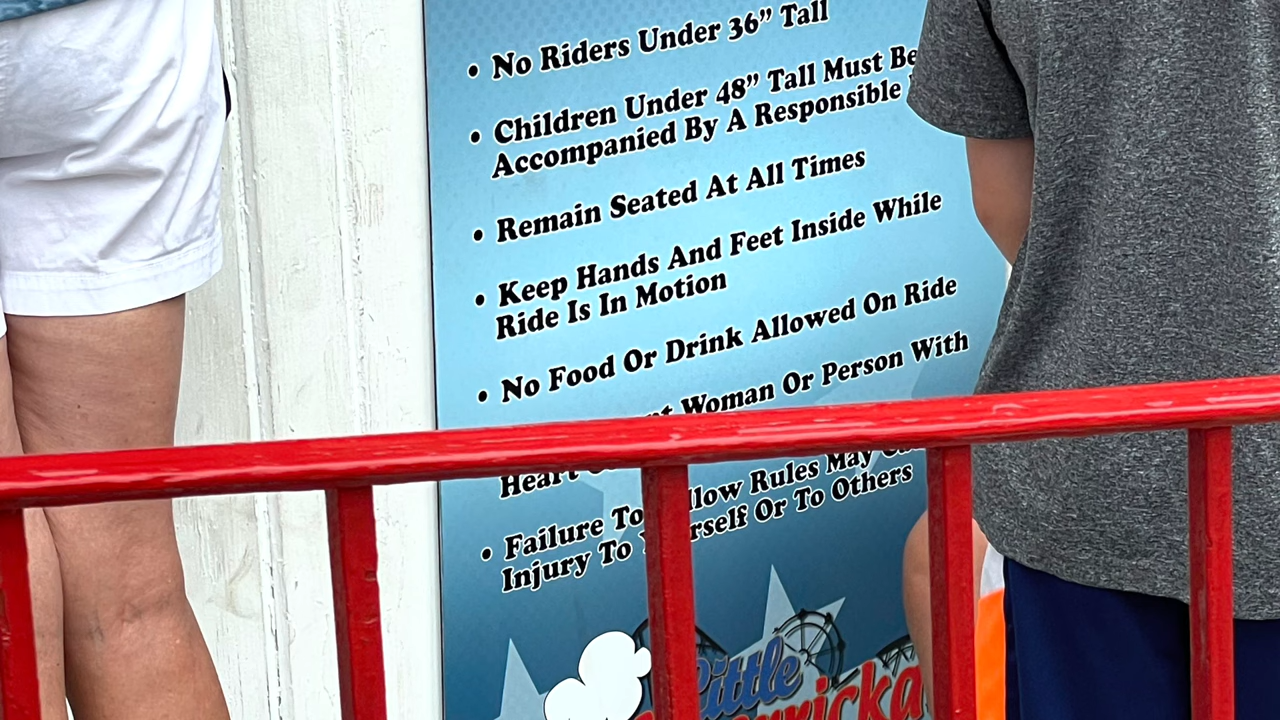 • No Riders Under 36” Tall
• Children Under 48” Tall Must Be
Accompanied By A Responsible
• Remain Seated At All Times
• Keep Hands And Feet Inside While
Ride Is In Motion
• No Food Or Drink Allowed On Ride
Woman Or Person With
Heart
• Failure To Rules May
Injury To Or To Others
Little